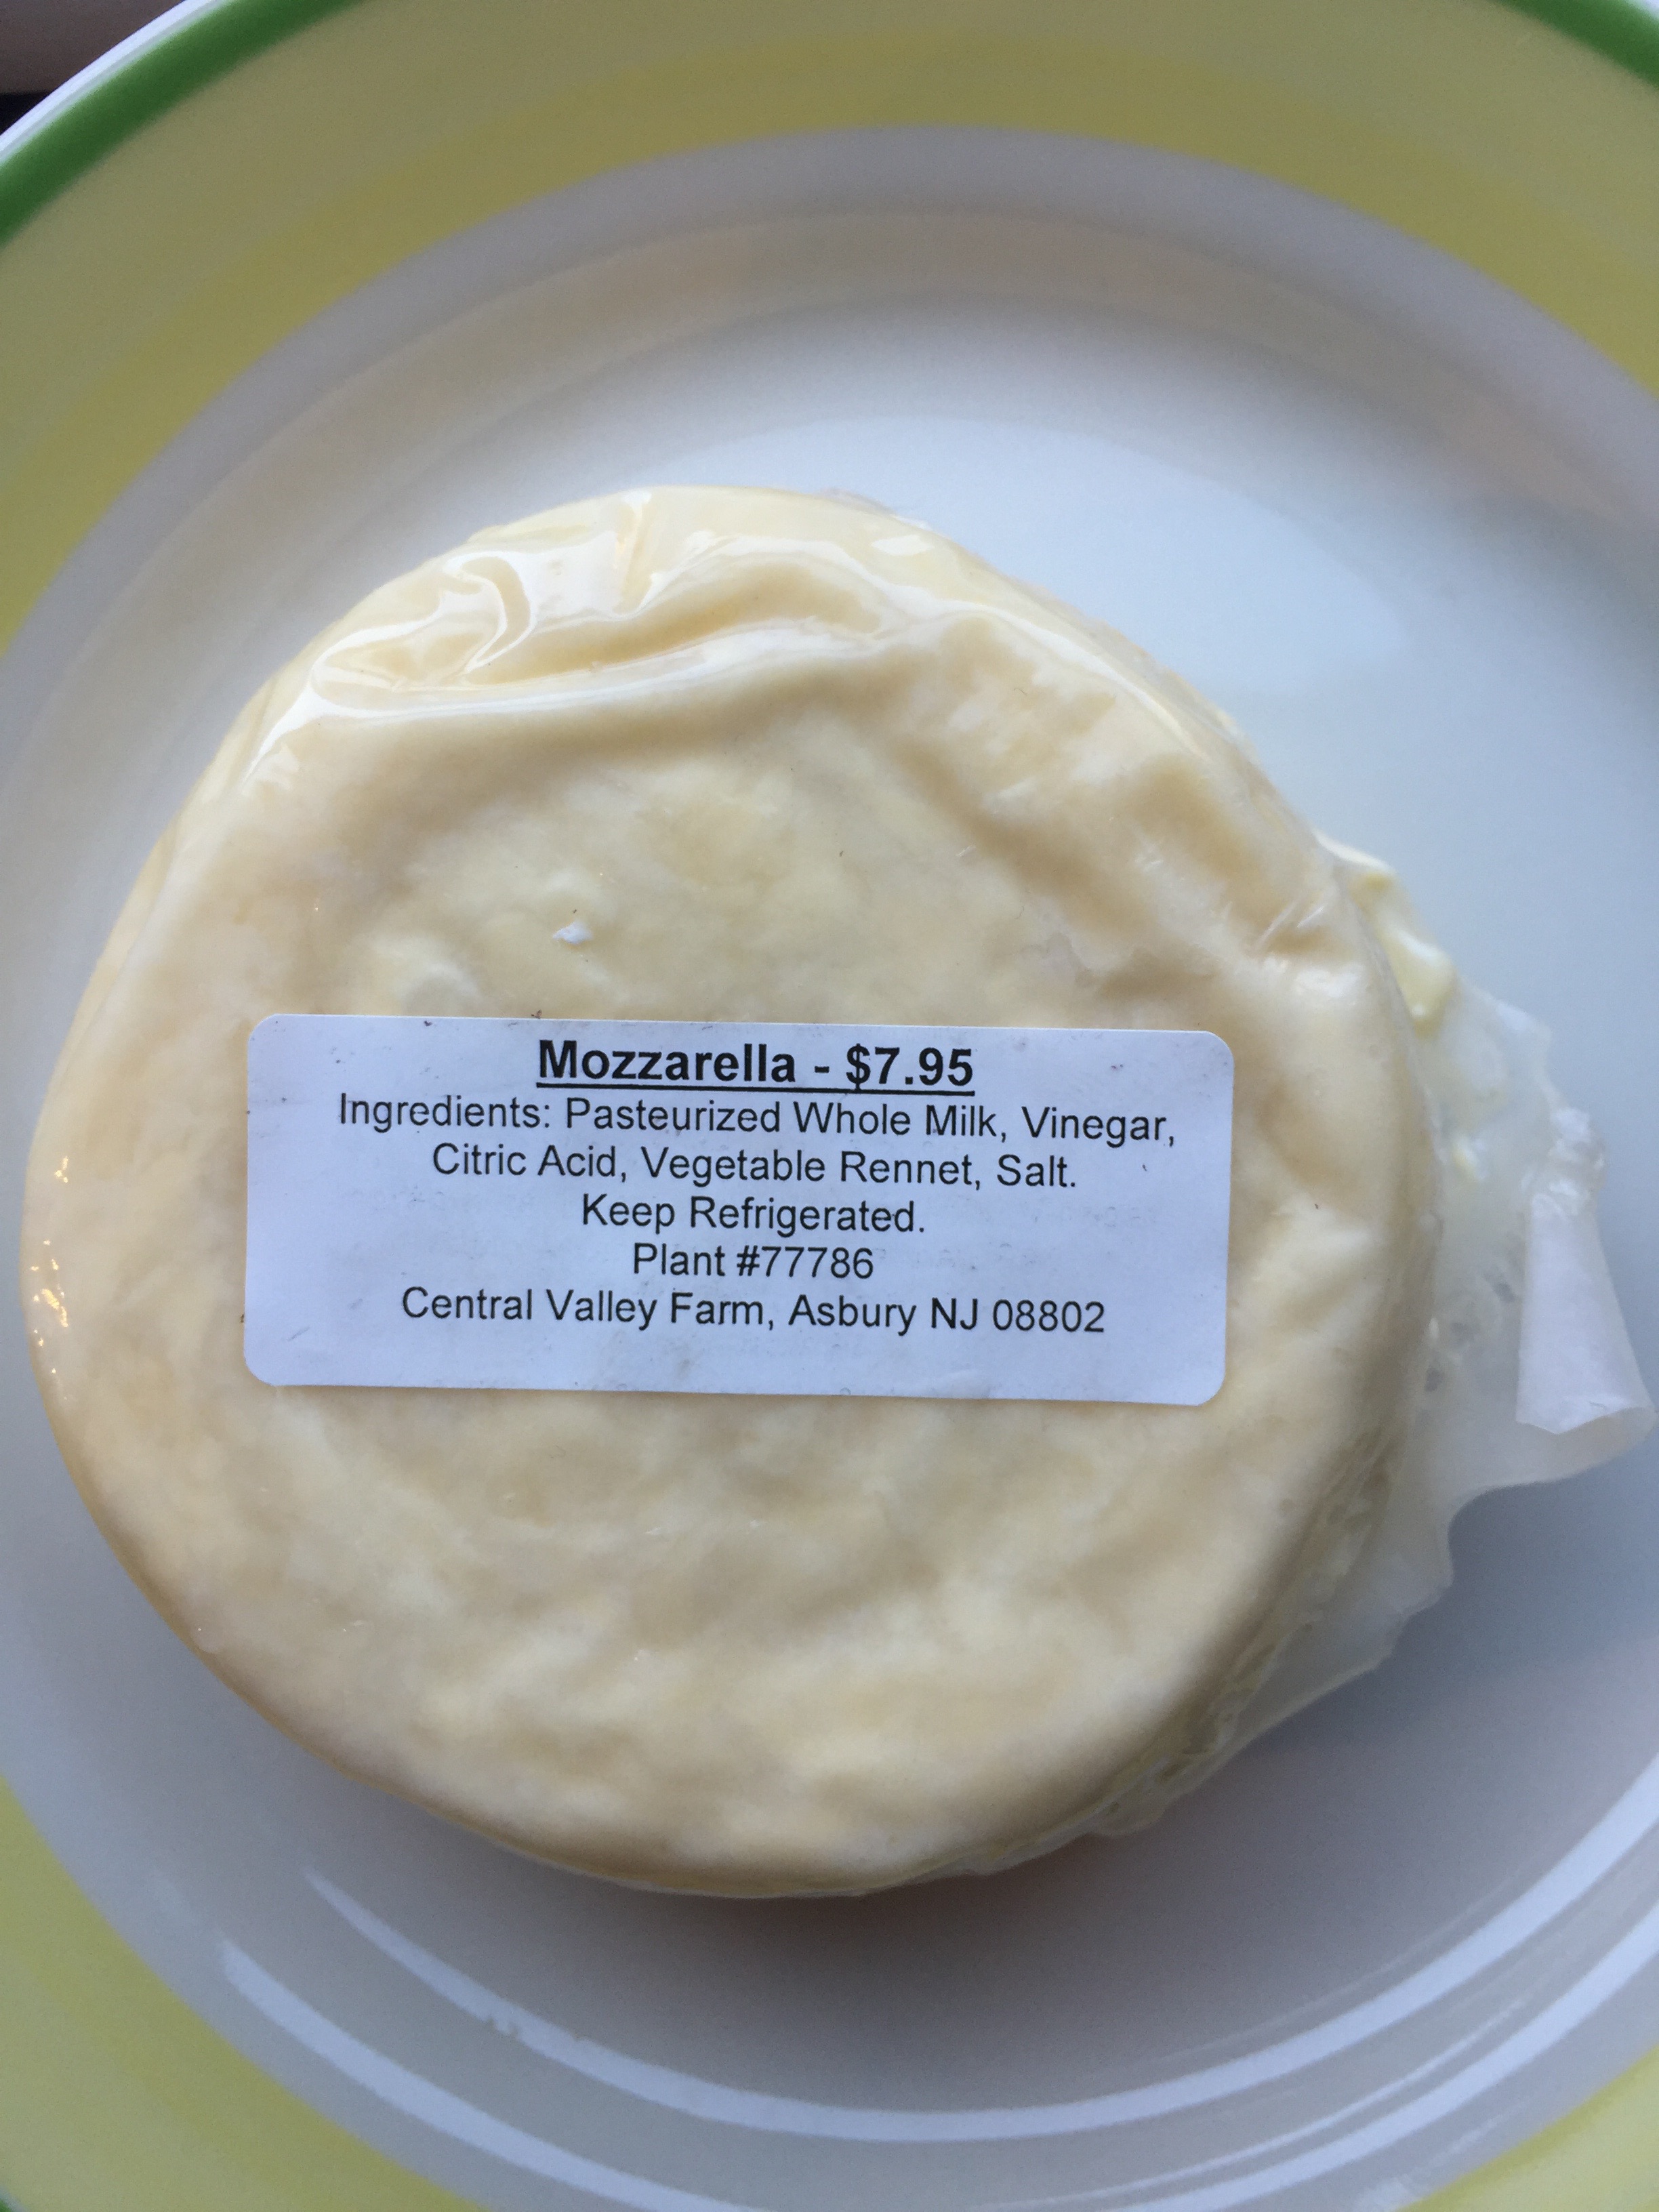 Mozzarella - $7.95
Ingredients: Pasteurized Whole Milk, Vinegar,
Citric Acid, Vegetable Rennet, Salt.
Keep Refrigerated.
Plant #77786
Central Valley Farm, Asbury NJ 08802